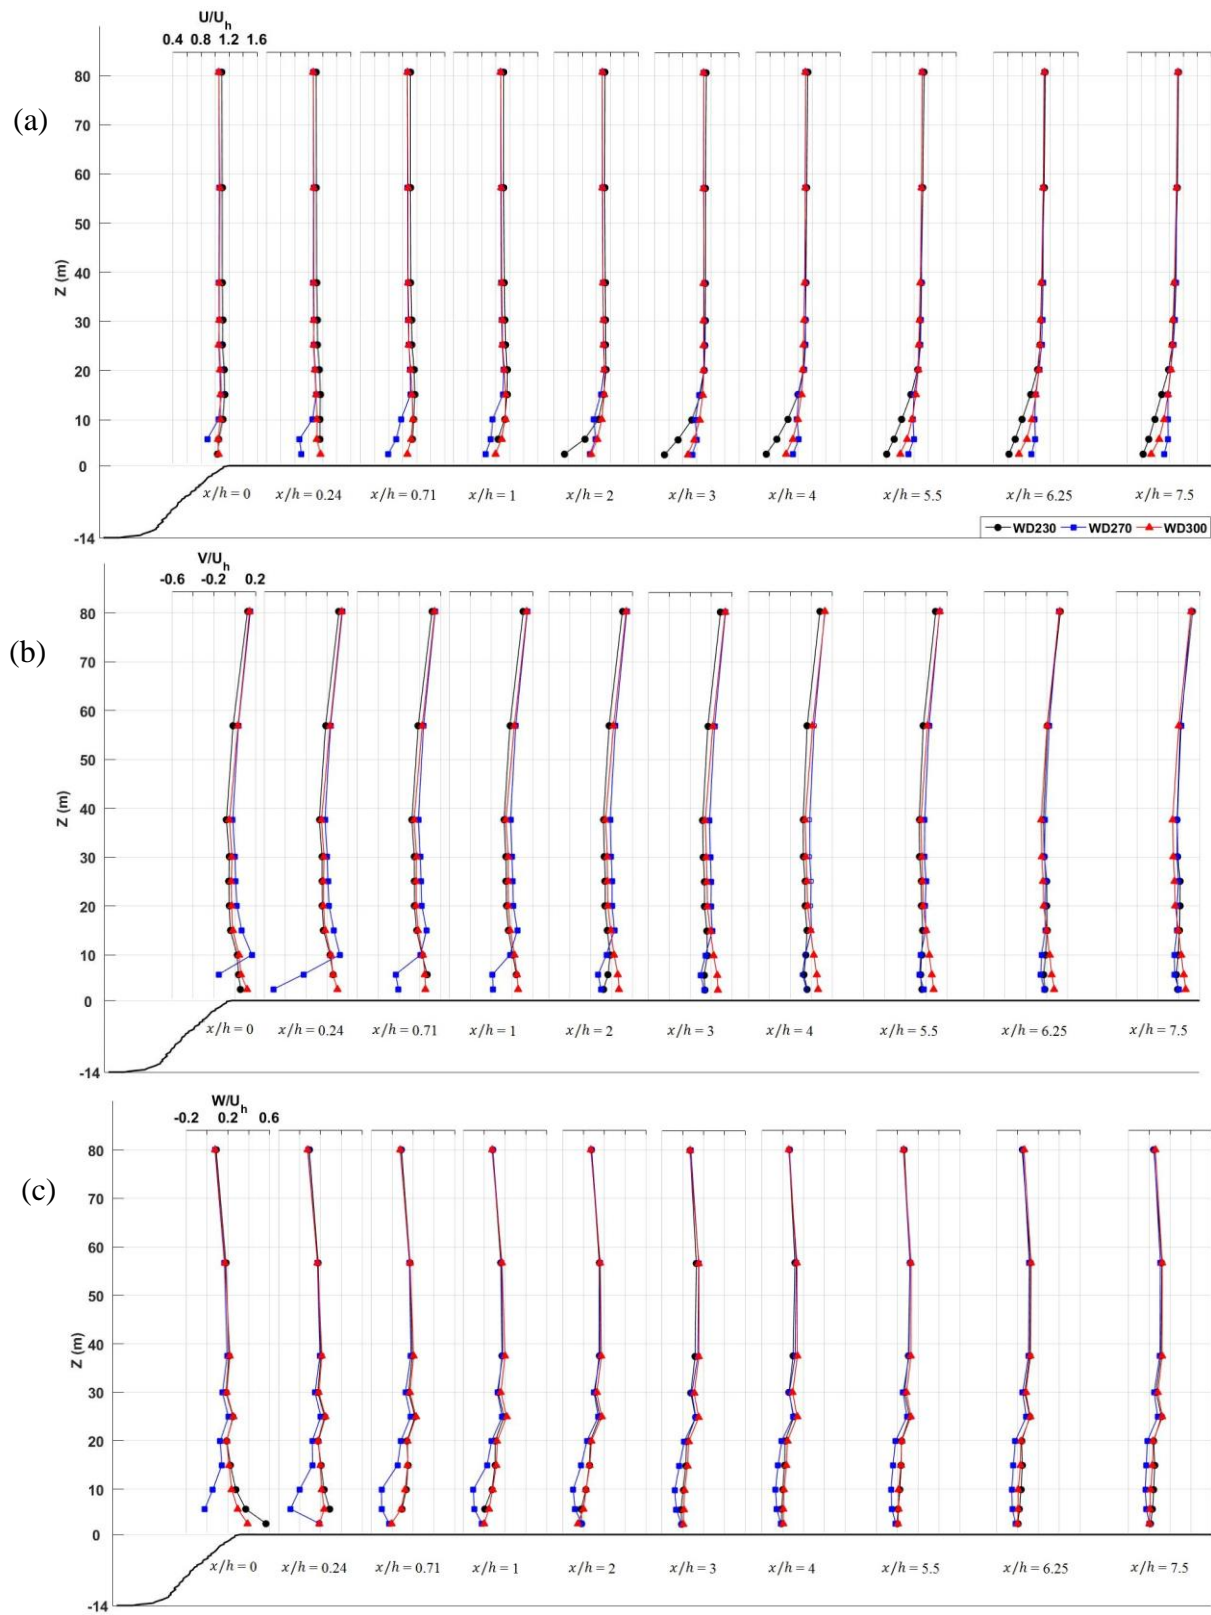 U/U_h
0.4 0.8 1.2 1.6
(a)
80
70
60
50
40
30
20
10
0
-14
Z (m)
x/h = 0 x/h = 0.24 x/h = 0.71 x/h = 1 x/h = 2 x/h = 3 x/h = 4 x/h = 5.5 x/h = 6.25 x/h = 7.5
WD230 WD270 WD300
V/U_h
-0.6 -0.2 0.2
(b)
80
70
60
50
40
30
20
10
0
-14
Z (m)
x/h = 0 x/h = 0.24 x/h = 0.71 x/h = 1 x/h = 2 x/h = 3 x/h = 4 x/h = 5.5 x/h = 6.25 x/h = 7.5
W/U_h
-0.2 0.2 0.6
(c)
80
70
60
50
40
30
20
10
0
-14
Z (m)
x/h = 0 x/h = 0.24 x/h = 0.71 x/h = 1 x/h = 2 x/h = 3 x/h = 4 x/h = 5.5 x/h = 6.25 x/h = 7.5